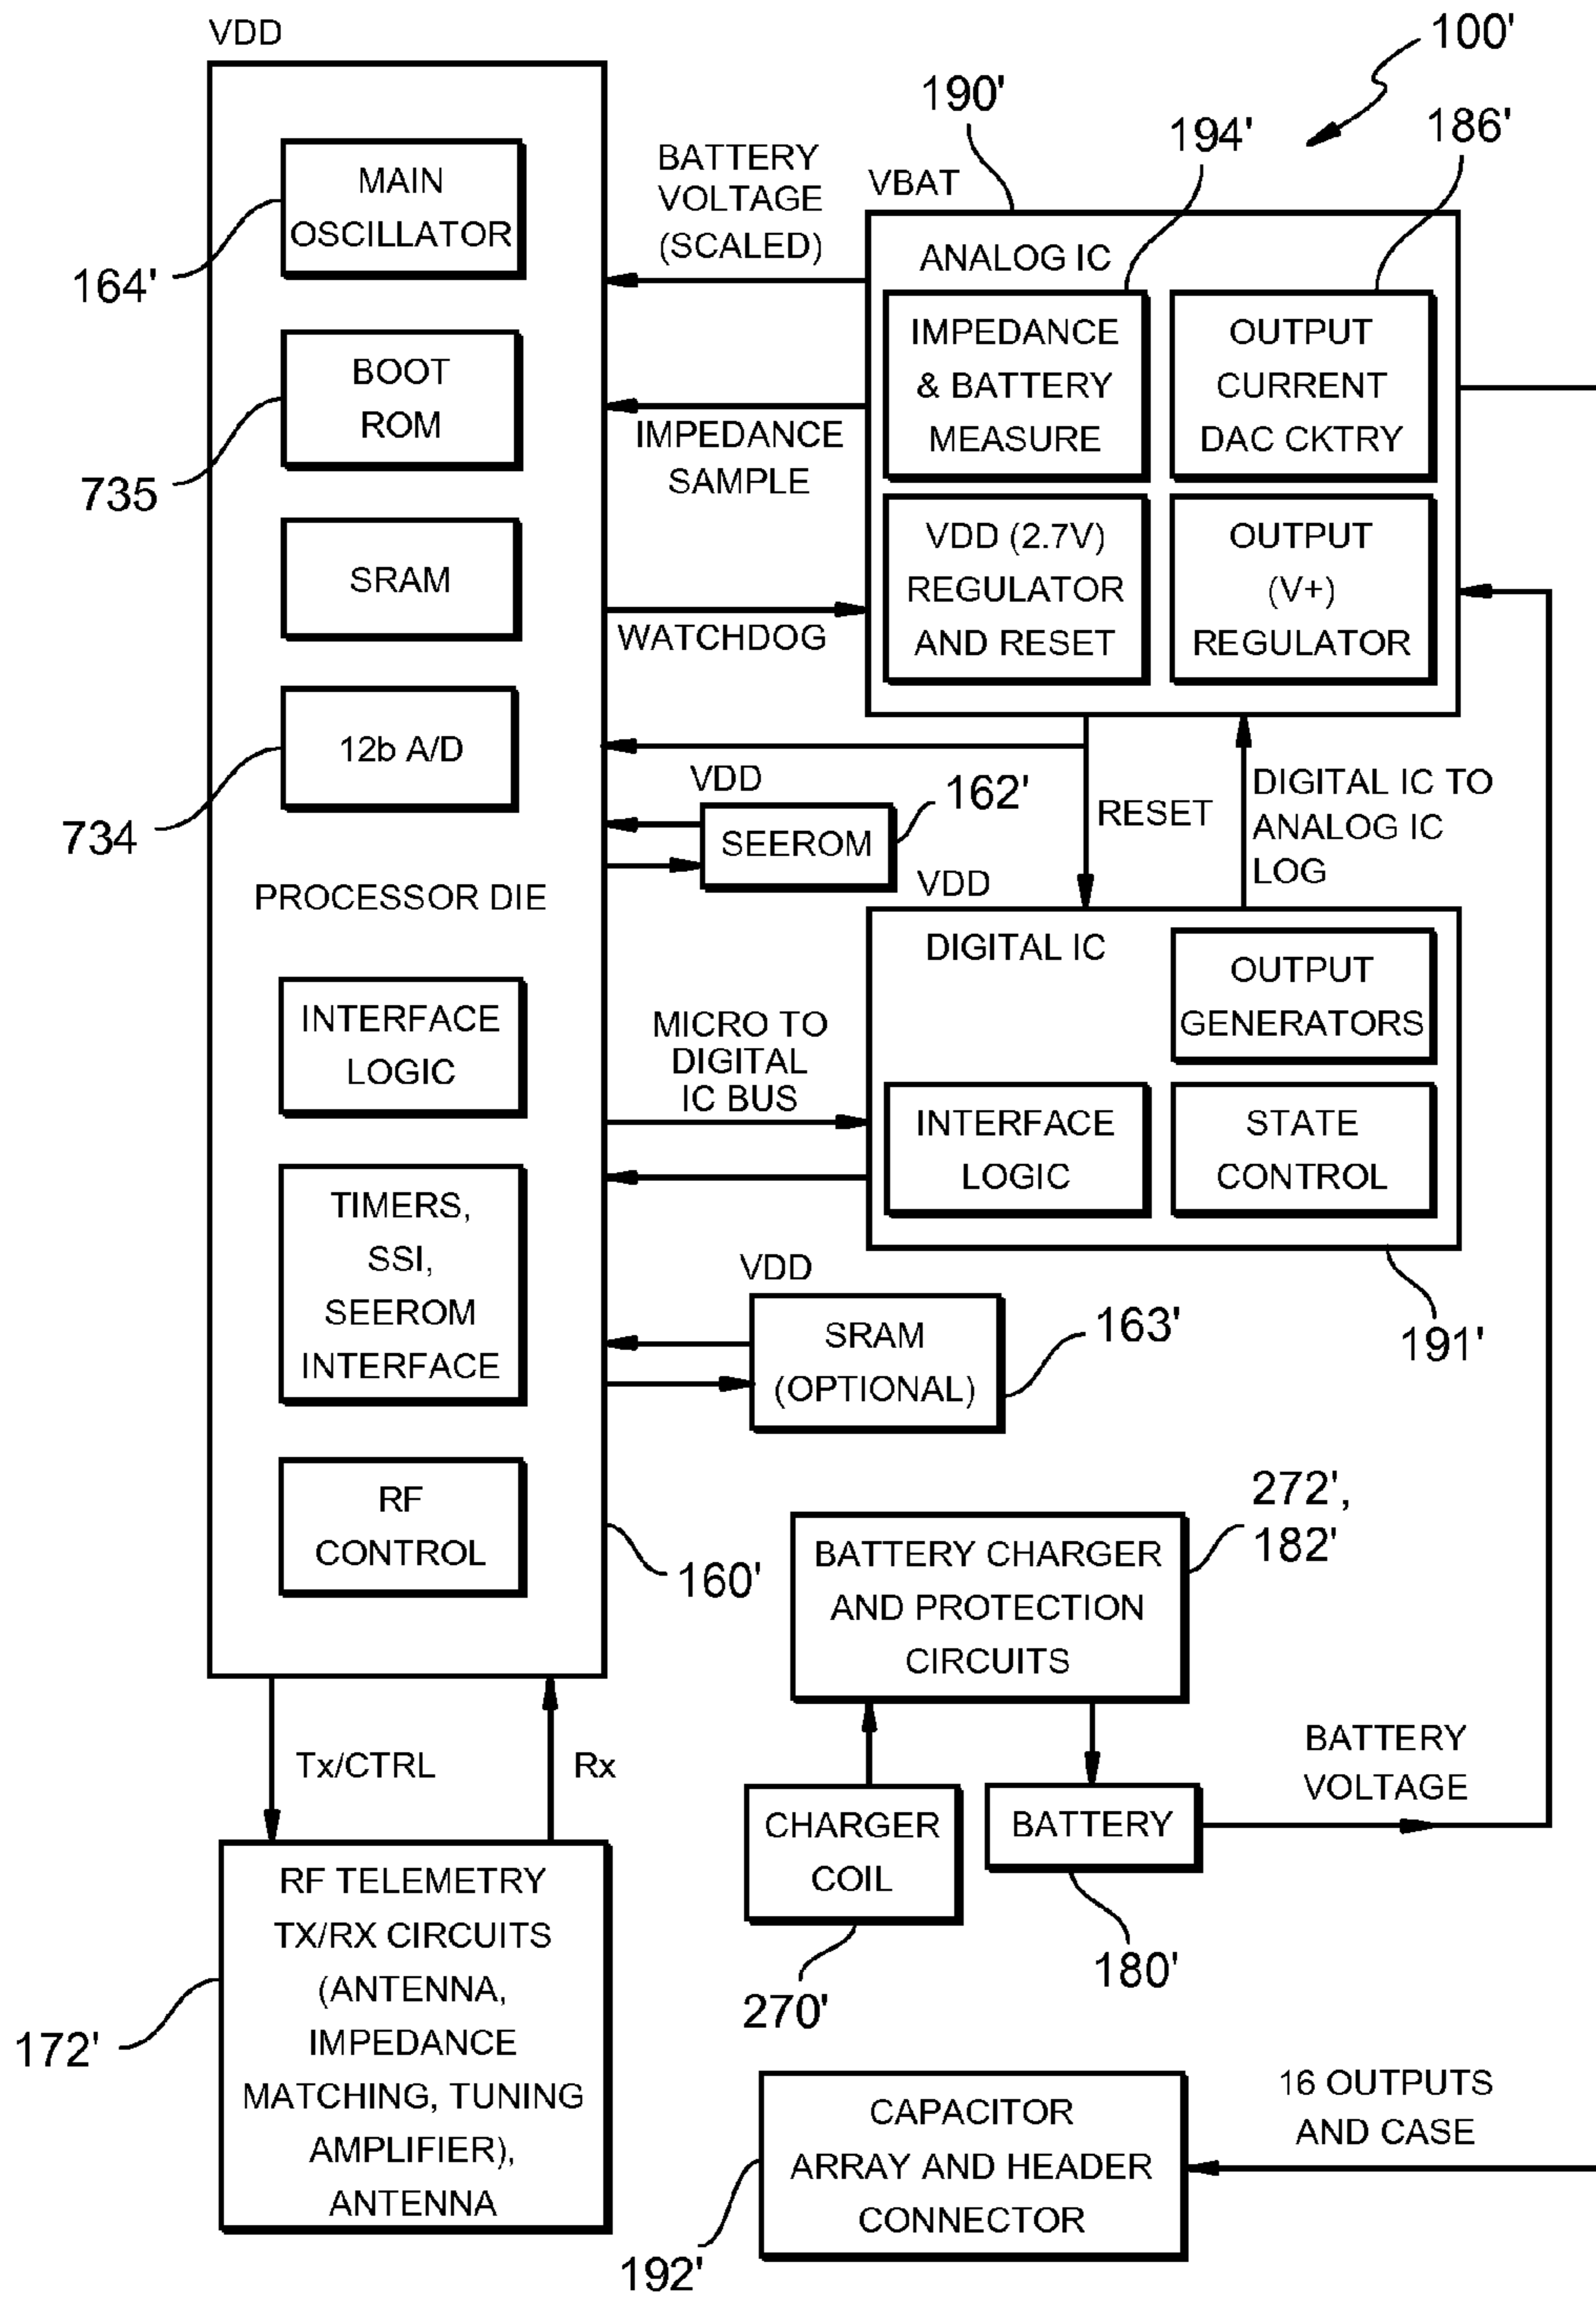 VDD
100'
190'
194'
186'
MAIN
OSCILLATOR
164'
BATTERY
VOLTAGE
(SCALED)
VBAT
ANALOG IC
IMPEDANCE
& BATTERY
MEASURE
OUTPUT
CURRENT
DAC CKTRY
BOOT
ROM
735
IMPEDANCE
SAMPLE
VDD (2.7V)
REGULATOR
AND RESET
OUTPUT
(V+)
REGULATOR
SRAM
WATCHDOG
12b A/D
734
VDD
SEEROM
162'
RESET
DIGITAL IC TO
ANALOG IC
LOG
PROCESSOR DIE
VDD
DIGITAL IC
OUTPUT
GENERATORS
INTERFACE
LOGIC
MICRO TO
DIGITAL
IC BUS
INTERFACE
LOGIC
STATE
CONTROL
191'
TIMERS,
SSI,
SEEROM
INTERFACE
VDD
SRAM
(OPTIONAL)
163'
RF
CONTROL
160'
BATTERY CHARGER
AND PROTECTION
CIRCUITS
272',
182'
Tx/CTRL
Rx
CHARGER
COIL
270'
BATTERY
180'
BATTERY
VOLTAGE
RF TELEMETRY
TX/RX CIRCUITS
(ANTENNA,
IMPEDANCE
MATCHING, TUNING
AMPLIFIER),
ANTENNA
172'
CAPACITOR
ARRAY AND HEADER
CONNECTOR
192'
16 OUTPUTS
AND CASE